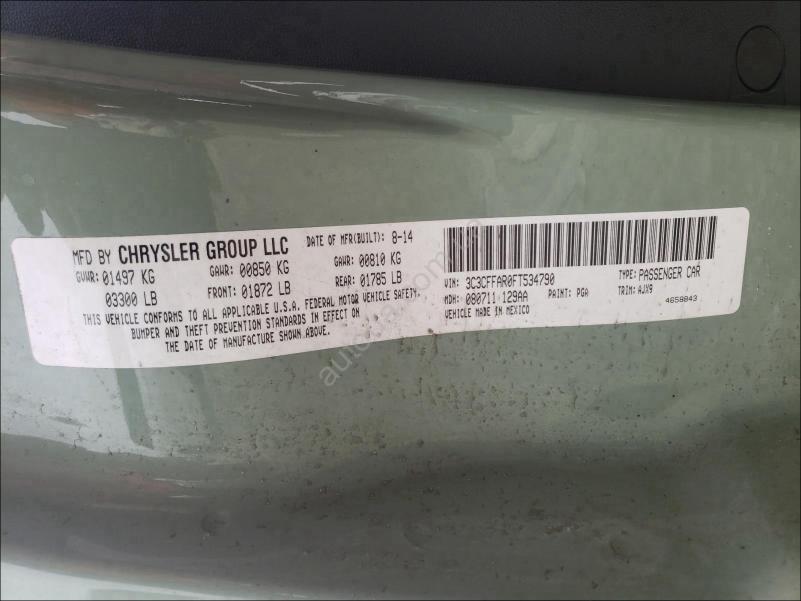 MFD BY CHRYSLER GROUP LLC DATE OF MFR(BUILT): 8-14
GVWR: 01497 KG GAWR: 00850 KG GAWR: 00810 KG
03300 LB FRONT: 01872 LB REAR: 01785 LB
THIS VEHICLE CONFORMS TO ALL APPLICABLE U.S.A. FEDERAL MOTOR VEHICLE SAFETY,
BUMPER AND THEFT PREVENTION STANDARDS IN EFFECT ON
THE DATE OF MANUFACTURE SHOWN ABOVE.
VIN: 3C3CFFAR0FT534790 TYPE: PASSENGER CAR
MDH: 080711 129AA PAINT: PGA TRIM: AJX9
VEHICLE MADE IN MEXICO 4658843